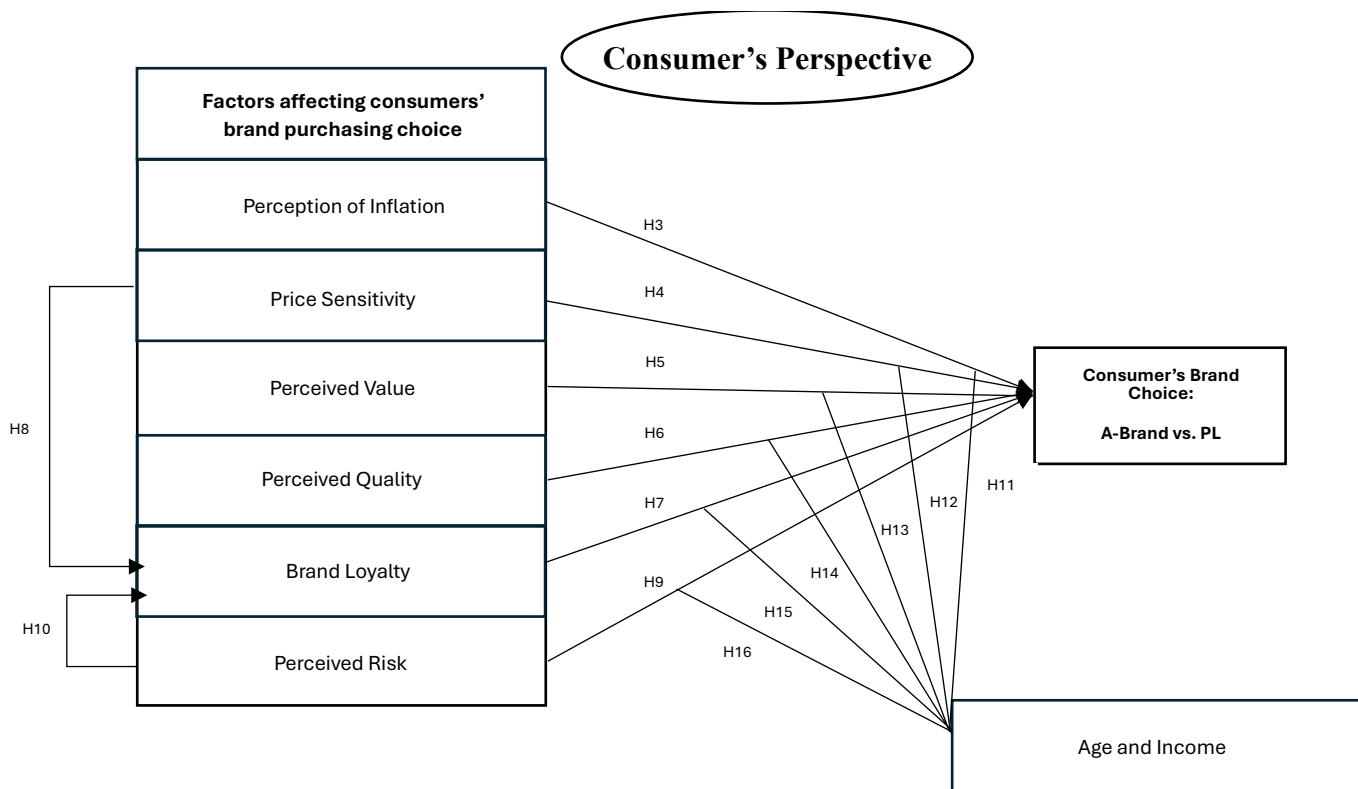 Consumer’s Perspective
Factors affecting consumers’
brand purchasing choice
Perception of Inflation
Price Sensitivity
Perceived Value
Perceived Quality
Brand Loyalty
Perceived Risk
H8
H10
H3
H4
H5
H6
H7
H9
H11
H12
H13
H14
H15
H16
Consumer’s Brand
Choice:
A-Brand vs. PL
Age and Income